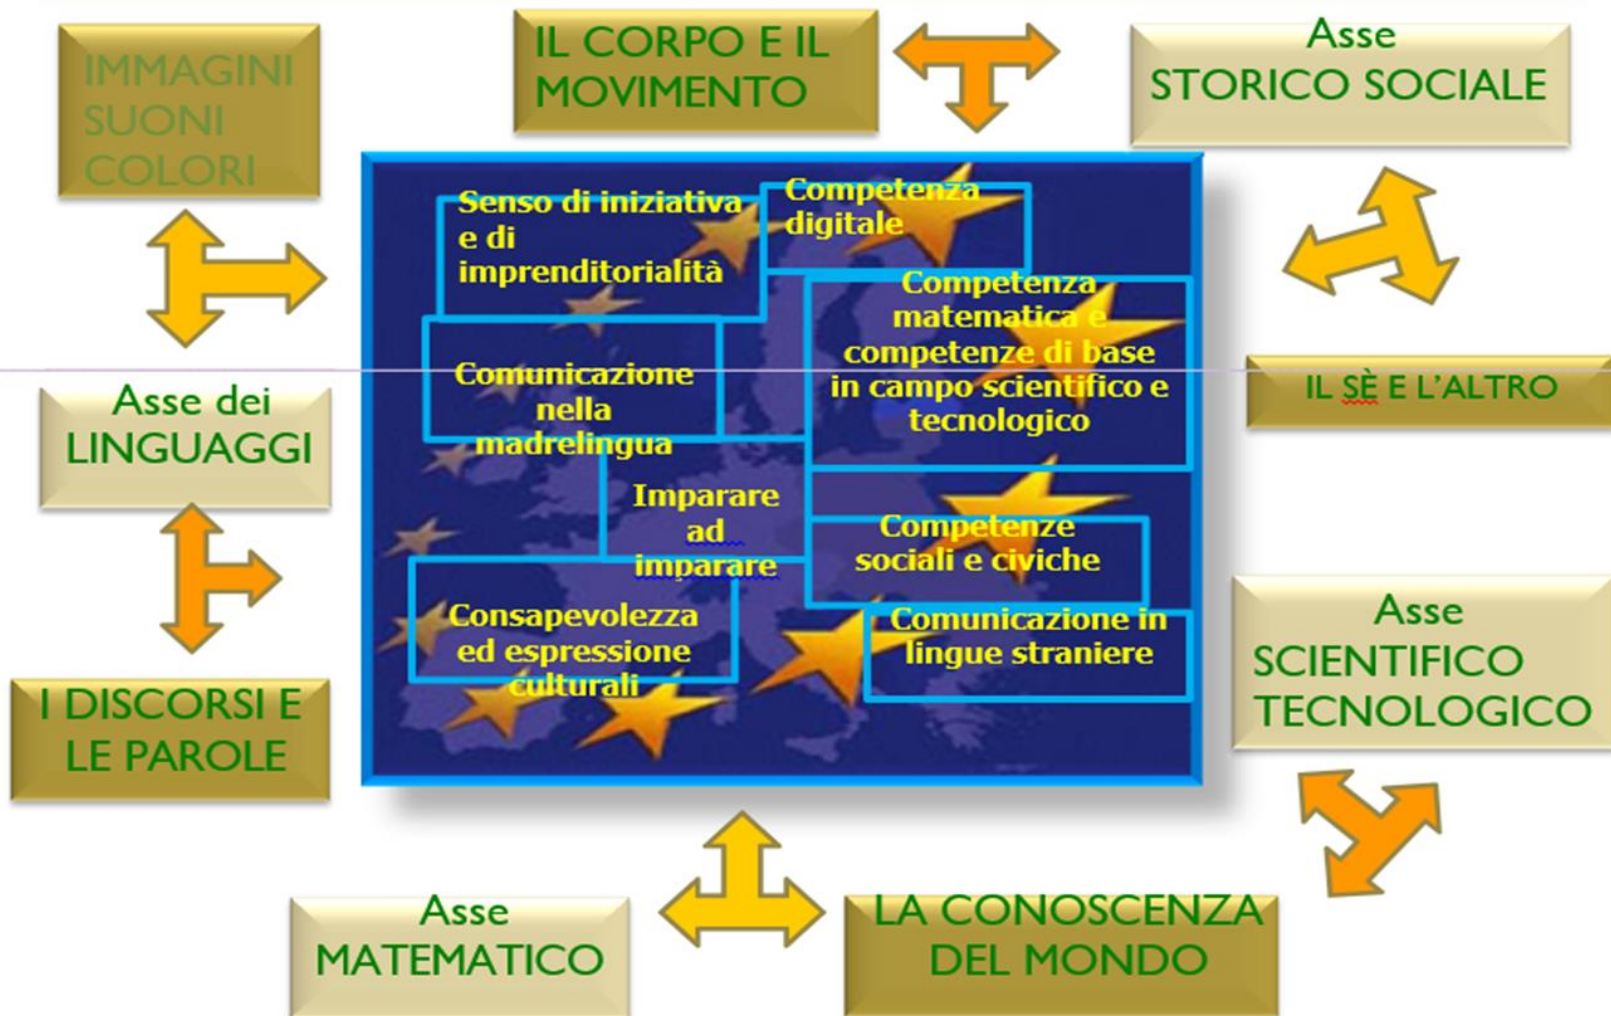 IMMAGINI
SUONI
COLORI
IL CORPO E IL
MOVIMENTO
Asse
STORICO SOCIALE
Senso di iniziativa
e di
imprenditorialità
Competenza
digitale
Competenza
matematica e
competenze di base
in campo scientifico e
tecnologico
Comunicazione
nella
madrelingua
Imparare
ad
imparare
Competenze
sociali e civiche
Consapevolezza
ed espressione
culturali
Comunicazione in
lingue straniere
Asse dei
LINGUAGGI
IL SÈ E L'ALTRO
I DISCORSI E
LE PAROLE
Asse
SCIENTIFICO
TECNOLOGICO
Asse
MATEMATICO
LA CONOSCENZA
DEL MONDO